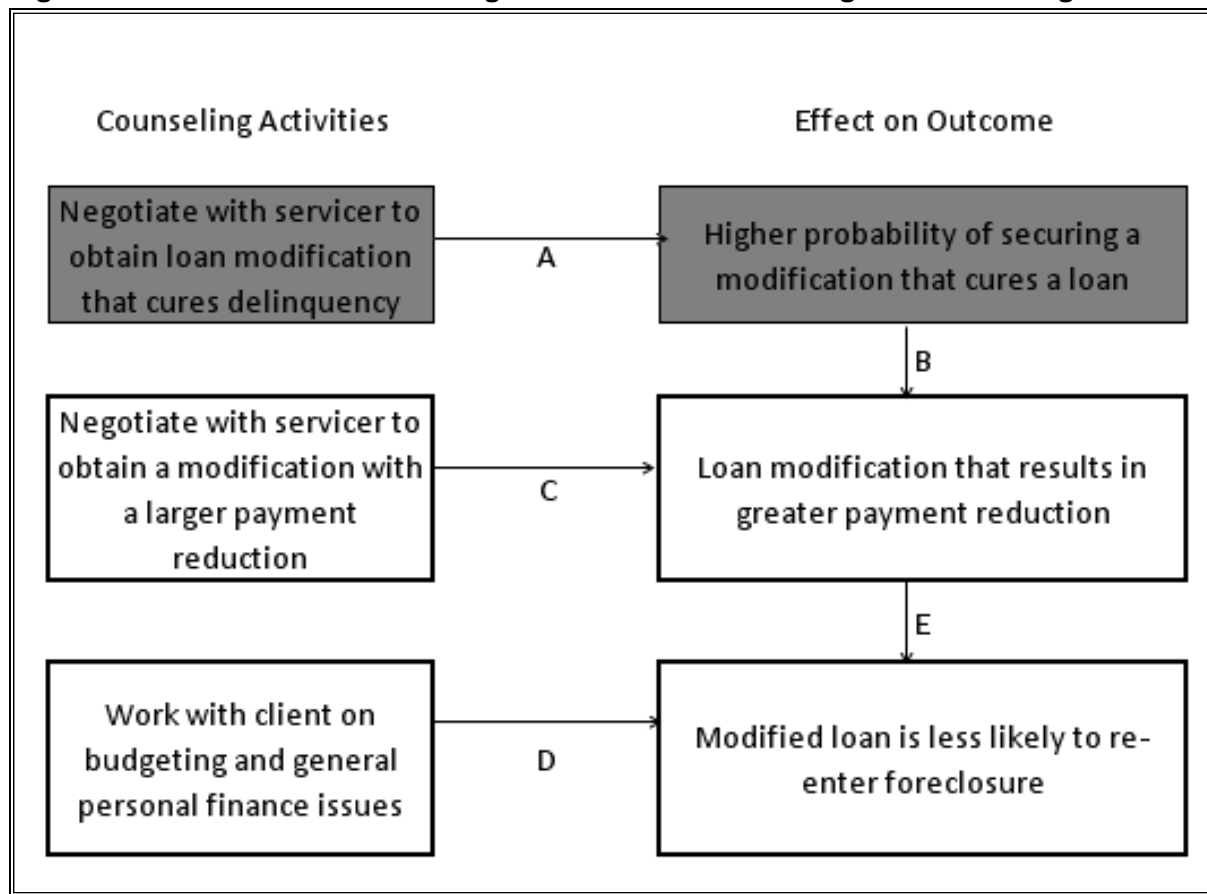 Counseling Activities
Effect on Outcome
Negotiate with servicer to
obtain loan modification
that cures delinquency
A
Higher probability of securing a
modification that cures a loan
B
Negotiate with servicer to
obtain a modification with
a larger payment
reduction
C
Loan modification that results in
greater payment reduction
E
Work with client on
budgeting and general
personal finance issues
D
Modified loan is less likely to re-
enter foreclosure